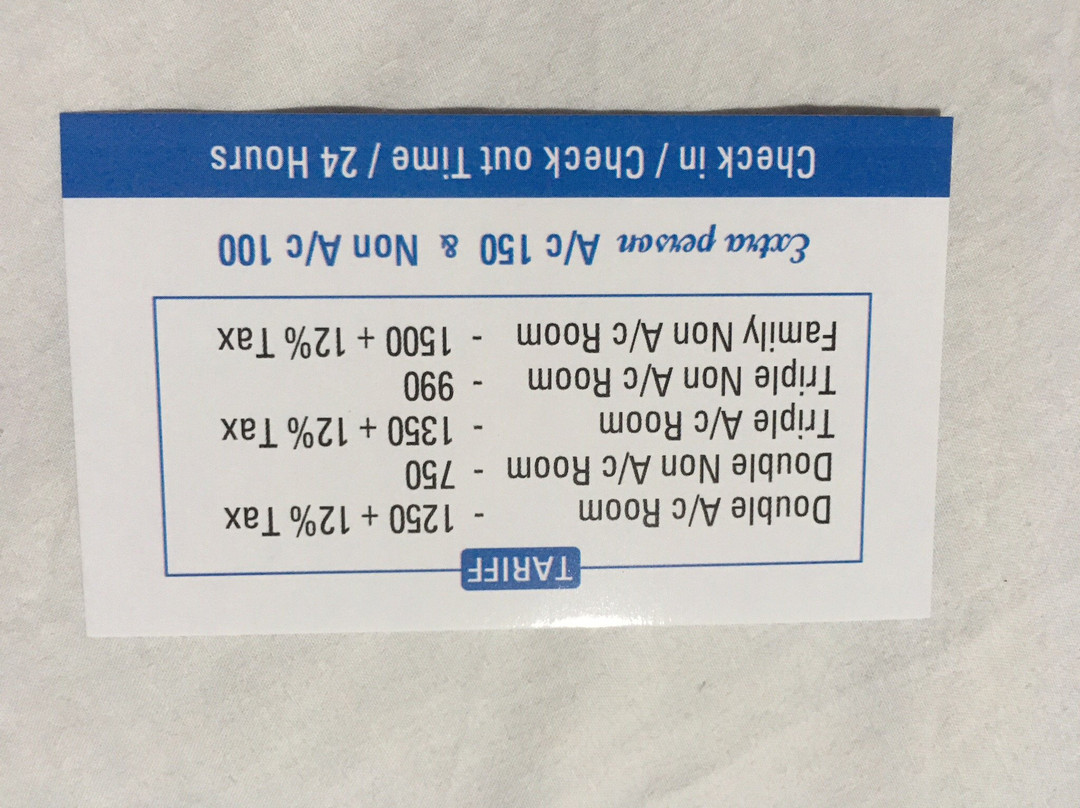 TARIFF
Double A/c Room - 1250 + 12% Tax
Double Non A/c Room - 750
Triple A/c Room - 1350 + 12% Tax
Triple Non A/c Room - 990
Family Non A/c Room - 1500 + 12% Tax
Extra person A/c 150 & Non A/c 100
Check in / Check out Time / 24 Hours